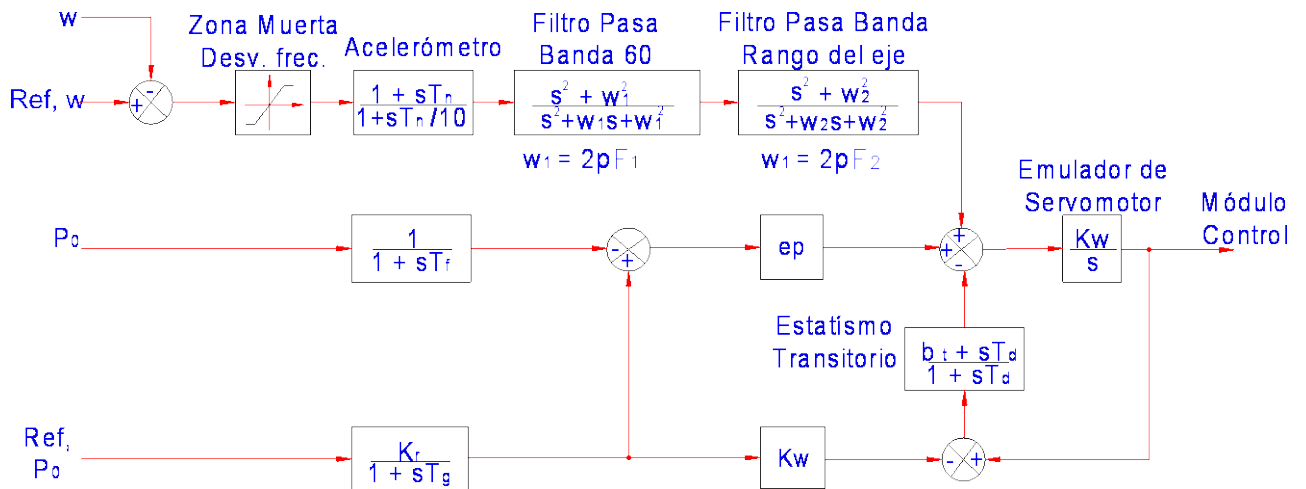 w
Ref, w
+
-
Zona Muerta
Desv. frec.
Acelerómetro
1 + sTn
1+sTn/10
Filtro Pasa
Banda 60
s² + w₁²
s²+w₁s+w₁²
w₁ = 2pF₁
Filtro Pasa Banda
Rango del eje
s² + w₂²
s²+w₂s+w₂²
w₁ = 2pF₂
P₀
1
1 + sTf
-
+
ep
+
+
-
Emulador de
Servomotor
Kw
s
Módulo
Control
Estatísmo
Transitorio
bt + sTd
1 + sTd
Ref,
P₀
Kr
1 + sTg
Kw
-
+